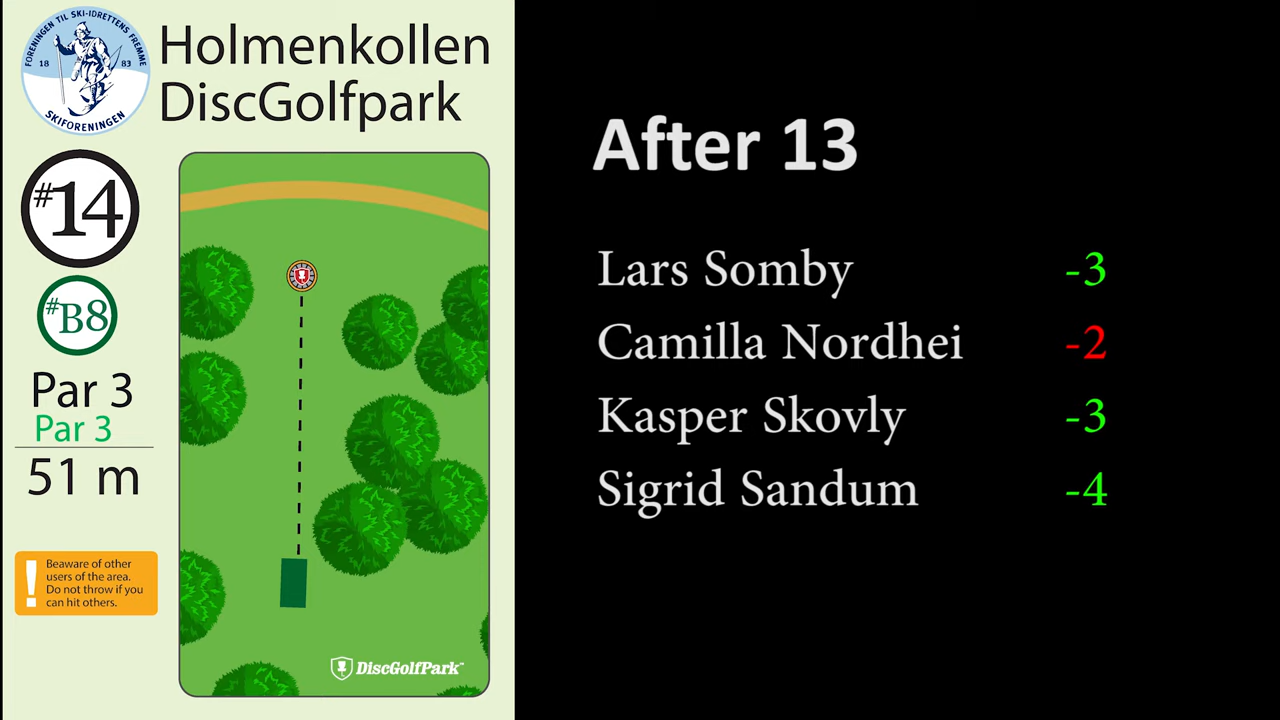 FORENINGEN TIL SKI-IDRETTENS FREMME
18 83
SKIFORENINGEN
Holmenkollen
DiscGolfpark
#14
#B8
Par 3
Par 3
51 m
! Beaware of other
users of the area.
Do not throw if you
can hit others.
DiscGolfPark™
After 13
Lars Somby -3
Camilla Nordhei -2
Kasper Skovly -3
Sigrid Sandum -4